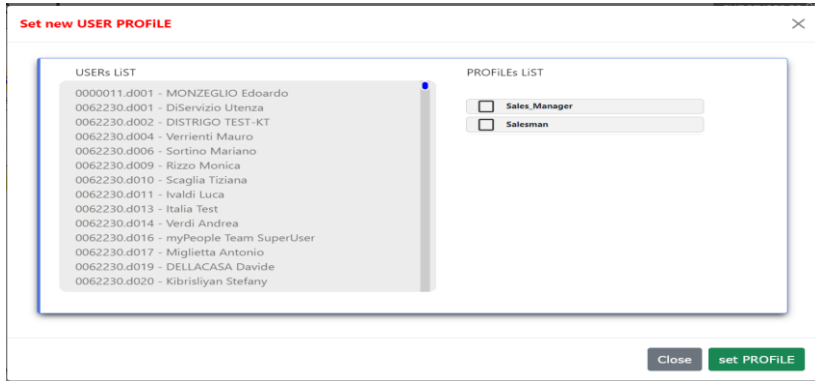 Set new USER PROFiLE
USERs LiST
0000011.d001 - MONZEGLIO Edoardo
0062230.d001 - DiServizio Utenza
0062230.d002 - DISTRIGO TEST-KT
0062230.d004 - Verrienti Mauro
0062230.d006 - Sortino Mariano
0062230.d009 - Rizzo Monica
0062230.d010 - Scaglia Tiziana
0062230.d011 - Ivaldi Luca
0062230.d013 - Italia Test
0062230.d014 - Verdi Andrea
0062230.d016 - myPeople Team SuperUser
0062230.d017 - Miglietta Antonio
0062230.d019 - DELLACASA Davide
0062230.d020 - Kibrisliyan Stefany
PROFiLEs LiST
Sales_Manager
Salesman
Close
set PROFiLE